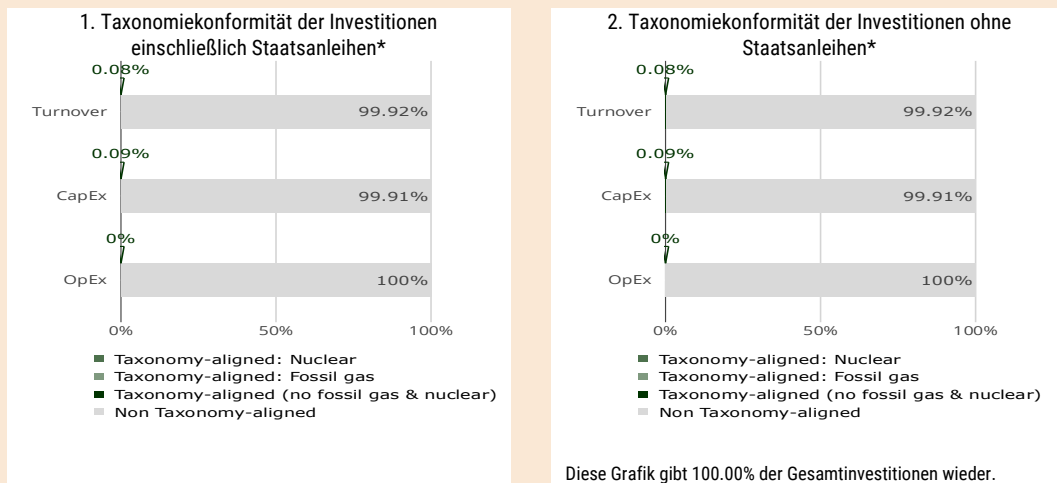 1. Taxonomiekonformität der Investitionen
einschließlich Staatsanleihen*
0.08%
Turnover
99.92%
0.09%
CapEx
99.91%
0%
OpEx
100%
0%
50%
100%
Taxonomy-aligned: Nuclear
Taxonomy-aligned: Fossil gas
Taxonomy-aligned (no fossil gas & nuclear)
Non Taxonomy-aligned
2. Taxonomiekonformität der Investitionen ohne
Staatsanleihen*
0.08%
Turnover
99.92%
0.09%
CapEx
99.91%
0%
OpEx
100%
0%
50%
100%
Taxonomy-aligned: Nuclear
Taxonomy-aligned: Fossil gas
Taxonomy-aligned (no fossil gas & nuclear)
Non Taxonomy-aligned
Diese Grafik gibt 100.00% der Gesamtinvestitionen wieder.